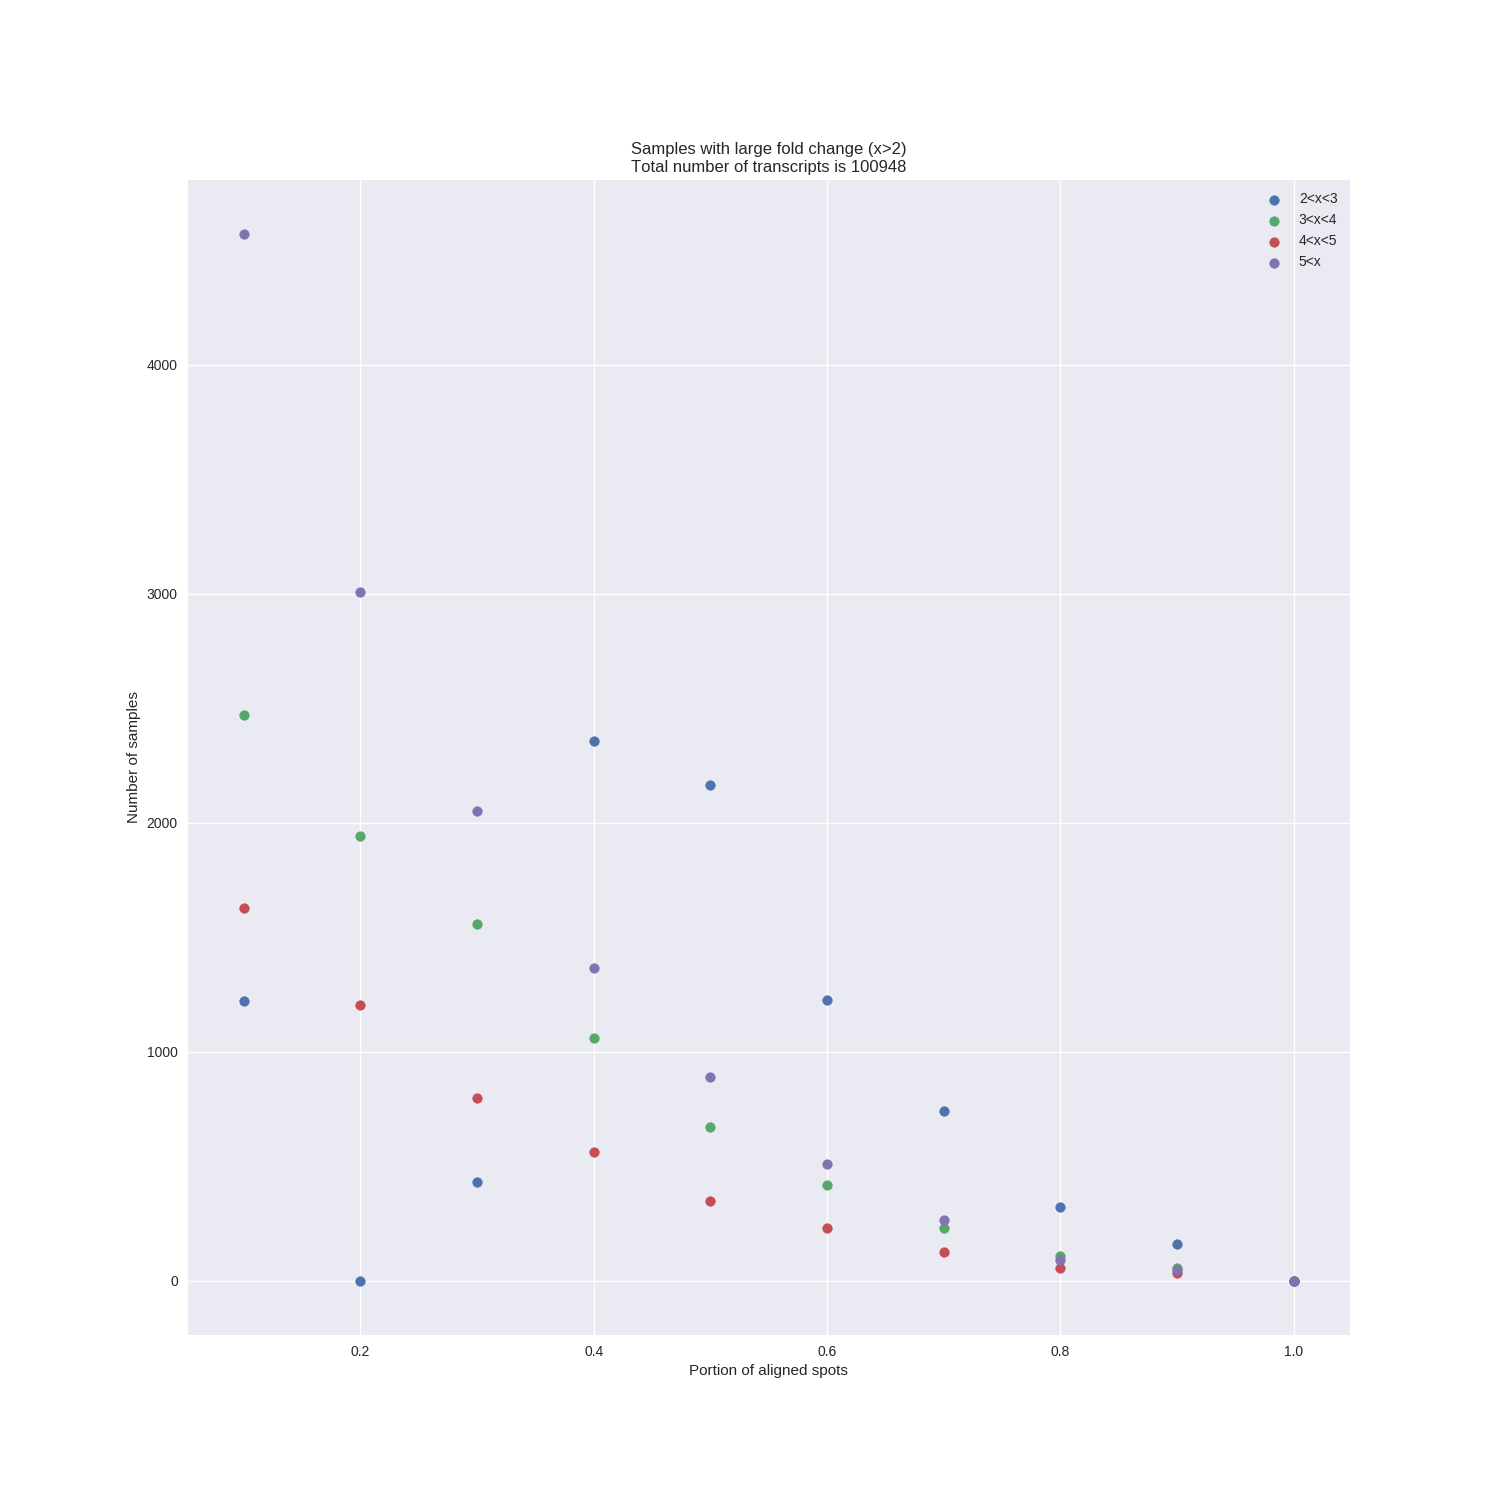 Samples with large fold change (x>2)
Total number of transcripts is 100948
2<x<3
3<x<4
4<x<5
5<x
4000
3000
2000
1000
0
Number of samples
0.2
0.4
0.6
0.8
1.0
Portion of aligned spots